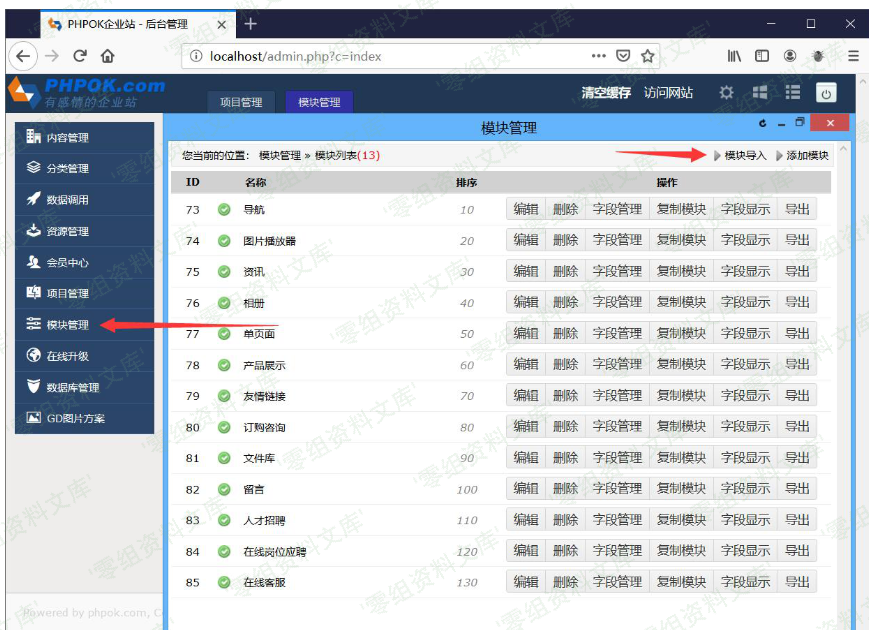 PHPOK企业站 - 后台管理
localhost/admin.php?c=index
PHPOK.com
有感情的企业站
项目管理 模块管理
清空缓存 访问网站
内容管理
分类管理
数据调用
资源管理
会员中心
项目管理
模块管理
在线升级
数据库管理
GD图片方案
模块管理
您当前的位置: 模块管理 » 模块列表(13) 模块导入 添加模块
ID 名称 排序 操作
73 导航 10 编辑 删除 字段管理 复制模块 字段显示 导出
74 图片播放器 20 编辑 删除 字段管理 复制模块 字段显示 导出
75 资讯 30 编辑 删除 字段管理 复制模块 字段显示 导出
76 相册 40 编辑 删除 字段管理 复制模块 字段显示 导出
77 单页面 50 编辑 删除 字段管理 复制模块 字段显示 导出
78 产品展示 60 编辑 删除 字段管理 复制模块 字段显示 导出
79 友情链接 70 编辑 删除 字段管理 复制模块 字段显示 导出
80 订购咨询 80 编辑 删除 字段管理 复制模块 字段显示 导出
81 文件库 90 编辑 删除 字段管理 复制模块 字段显示 导出
82 留言 100 编辑 删除 字段管理 复制模块 字段显示 导出
83 人才招聘 110 编辑 删除 字段管理 复制模块 字段显示 导出
84 在线岗位应聘 120 编辑 删除 字段管理 复制模块 字段显示 导出
85 在线客服 130 编辑 删除 字段管理 复制模块 字段显示 导出
Powered by phpok.com, C
零组资料文库